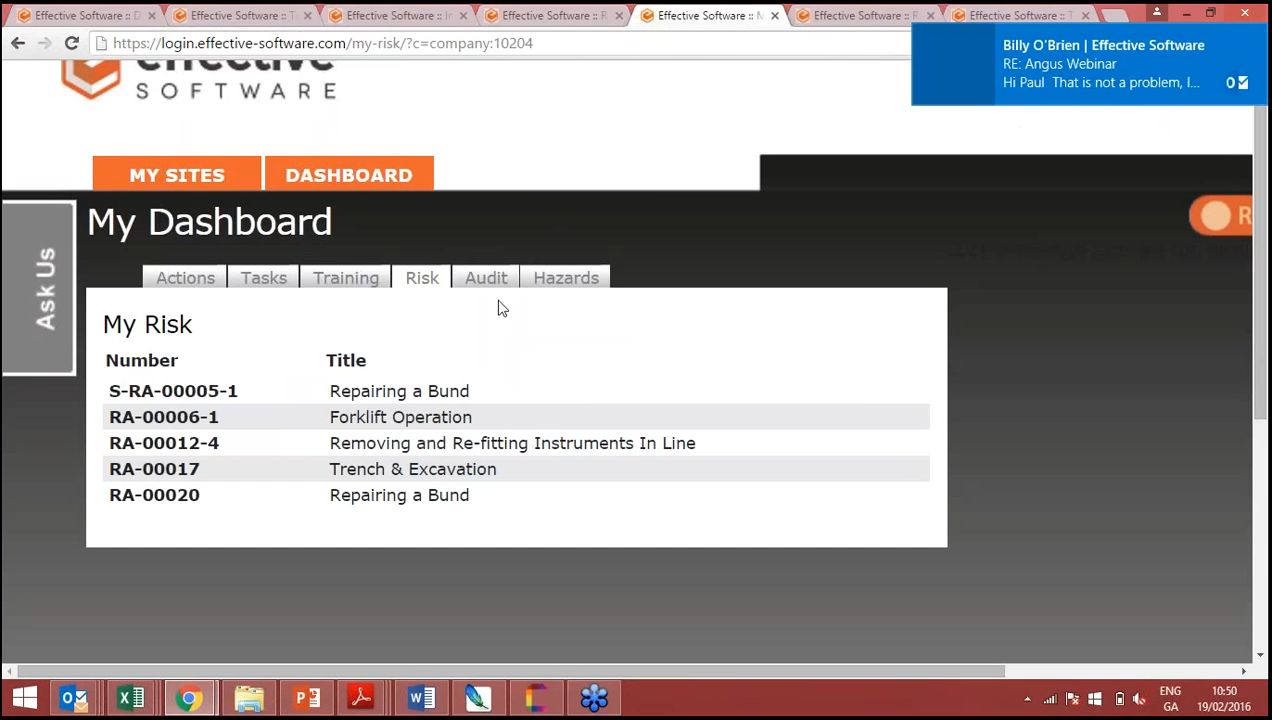 Effective Software :: D
Effective Software :: T
Effective Software :: I
Effective Software :: R
Effective Software :: M
Effective Software :: R
Effective Software :: T
https://login.effective-software.com/my-risk/?c=company:10204
Billy O'Brien | Effective Software
RE: Angus Webinar
Hi Paul That is not a problem, I...
effective
SOFTWARE
MY SITES
DASHBOARD
My Dashboard
R
Ask Us
Actions
Tasks
Training
Risk
Audit
Hazards
My Risk
Number Title
S-RA-00005-1 Repairing a Bund
RA-00006-1 Forklift Operation
RA-00012-4 Removing and Re-fitting Instruments In Line
RA-00017 Trench & Excavation
RA-00020 Repairing a Bund
ENG 10:50
GA 19/02/2016